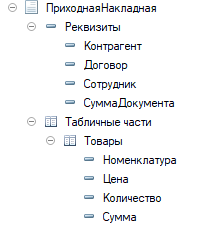 ПриходнаяНакладная
Реквизиты
Контрагент
Договор
Сотрудник
СуммаДокумента
Табличные части
Товары
Номенклатура
Цена
Количество
Сумма